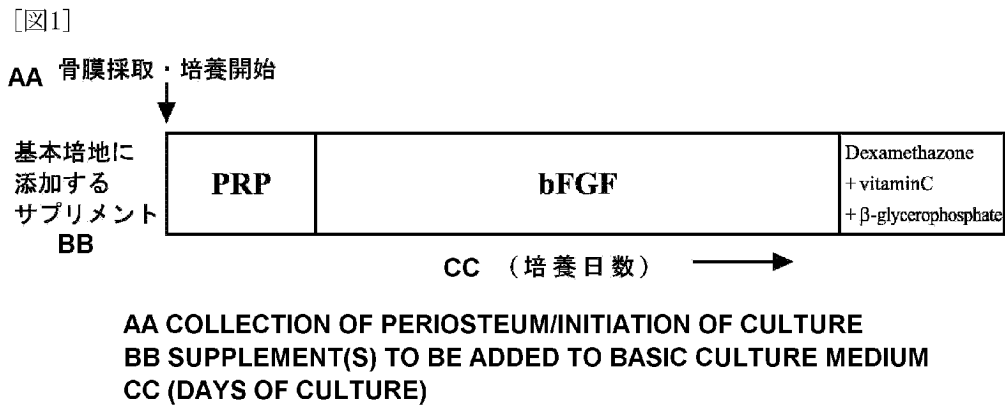 [図1]
AA 骨膜採取・培養開始
基本培地に
添加する
サプリメント
BB
PRP
bFGF
Dexamethazone
+vitaminC
+β-glycerophosphate
CC (培養日数)
AA COLLECTION OF PERIOSTEUM/INITIATION OF CULTURE
BB SUPPLEMENT(S) TO BE ADDED TO BASIC CULTURE MEDIUM
CC (DAYS OF CULTURE)